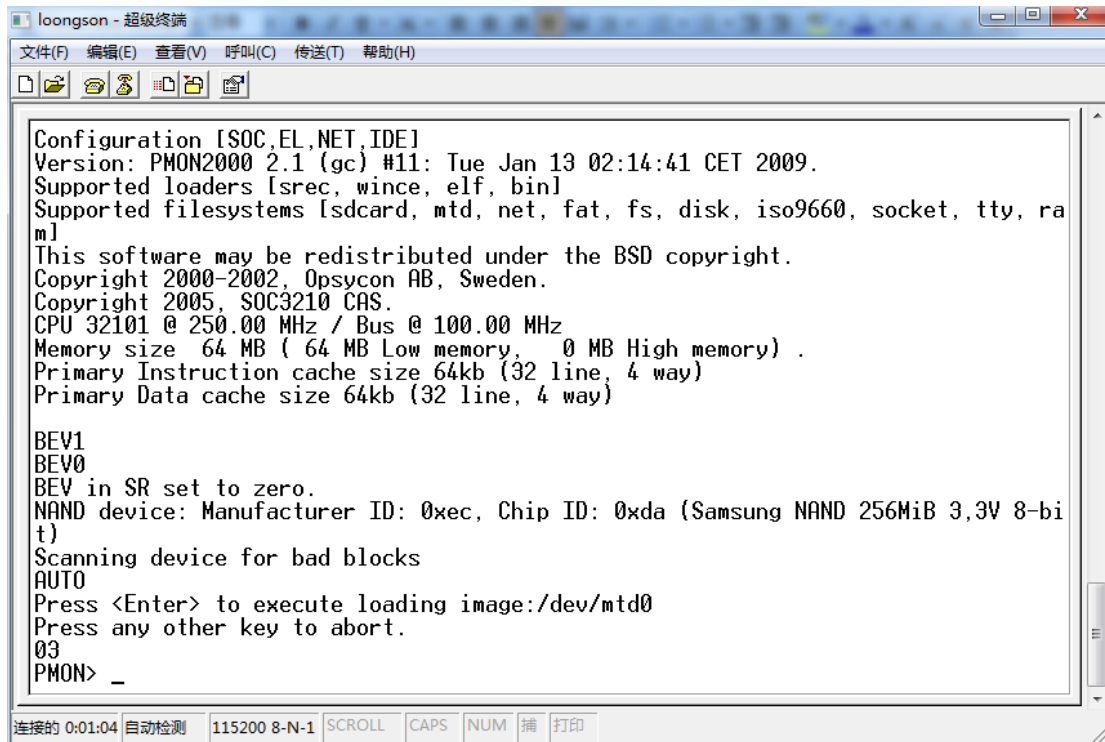 loongson - 超级终端
文件(F) 编辑(E) 查看(V) 呼叫(C) 传送(T) 帮助(H)
Configuration [SOC,EL,NET,IDE]
Version: PMON2000 2.1 (gc) #11: Tue Jan 13 02:14:41 CET 2009.
Supported loaders [srec, wince, elf, bin]
Supported filesystems [sdcard, mtd, net, fat, fs, disk, iso9660, socket, tty, ra
m]
This software may be redistributed under the BSD copyright.
Copyright 2000-2002, Opsycon AB, Sweden.
Copyright 2005, SOC3210 CAS.
CPU 32101 @ 250.00 MHz / Bus @ 100.00 MHz
Memory size  64 MB ( 64 MB Low memory,   0 MB High memory) .
Primary Instruction cache size 64kb (32 line, 4 way)
Primary Data cache size 64kb (32 line, 4 way)
BEV1
BEV0
BEV in SR set to zero.
NAND device: Manufacturer ID: 0xec, Chip ID: 0xda (Samsung NAND 256MiB 3,3V 8-bi
t)
Scanning device for bad blocks
AUTO
Press <Enter> to execute loading image:/dev/mtd0
Press any other key to abort.
03
PMON> _
连接的 0:01:04 自动检测 115200 8-N-1 SCROLL CAPS NUM 捕 打印